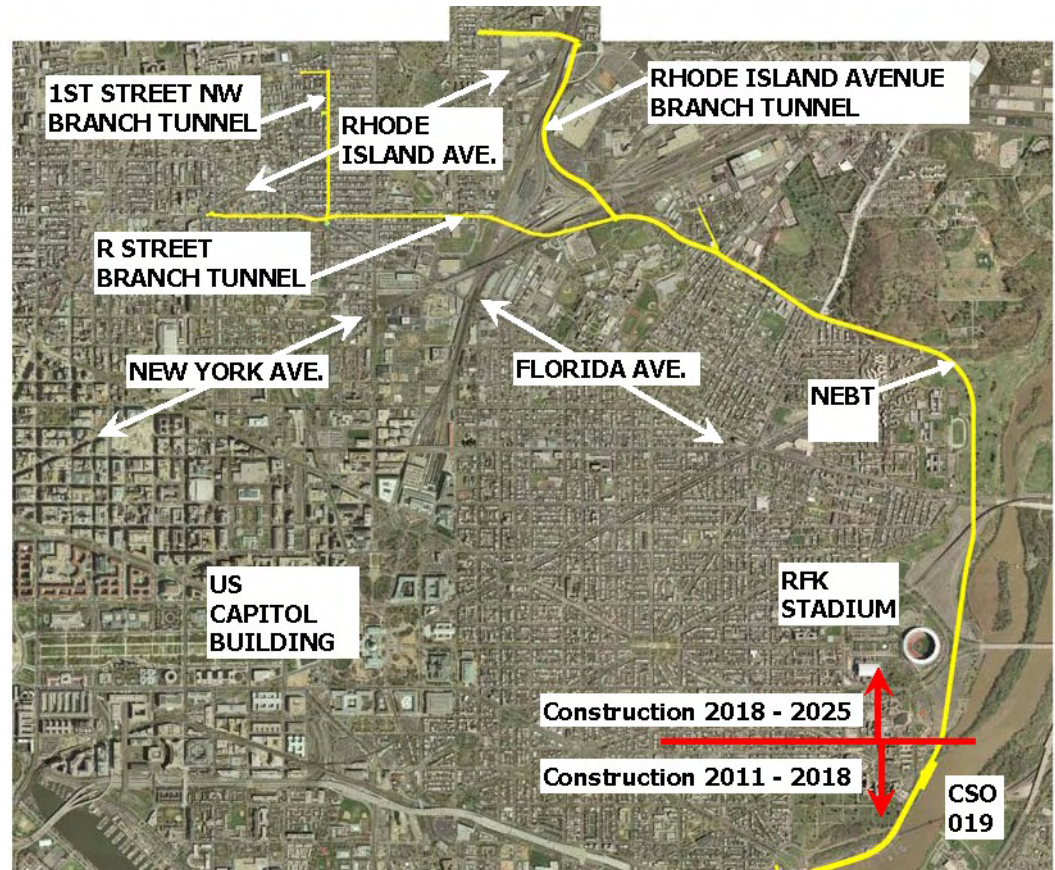 1ST STREET NW
BRANCH TUNNEL
RHODE
ISLAND AVE.
RHODE ISLAND AVENUE
BRANCH TUNNEL
R STREET
BRANCH TUNNEL
NEW YORK AVE.
FLORIDA AVE.
NEBT
US
CAPITOL
BUILDING
RFK
STADIUM
Construction 2018 - 2025
Construction 2011 - 2018
CSO
019